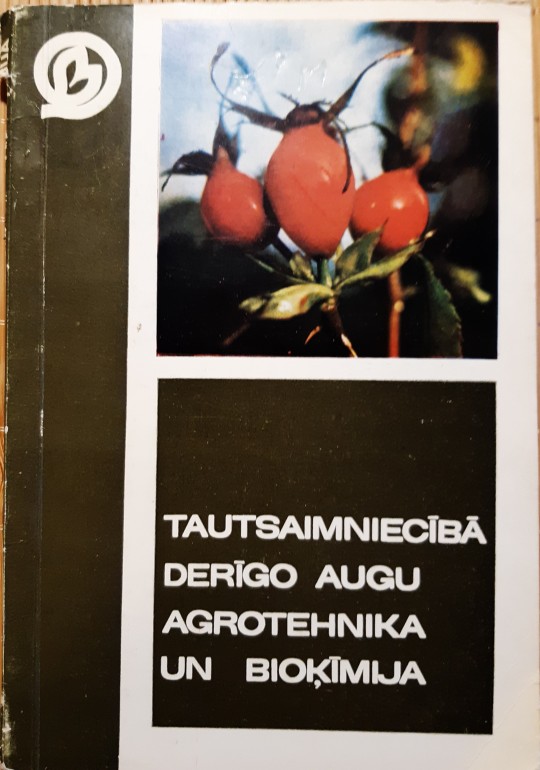 TAUTSAIMNIECĪBĀ
DERĪGO AUGU
AGROTEHNIKA
UN BIOĶĪMIJA